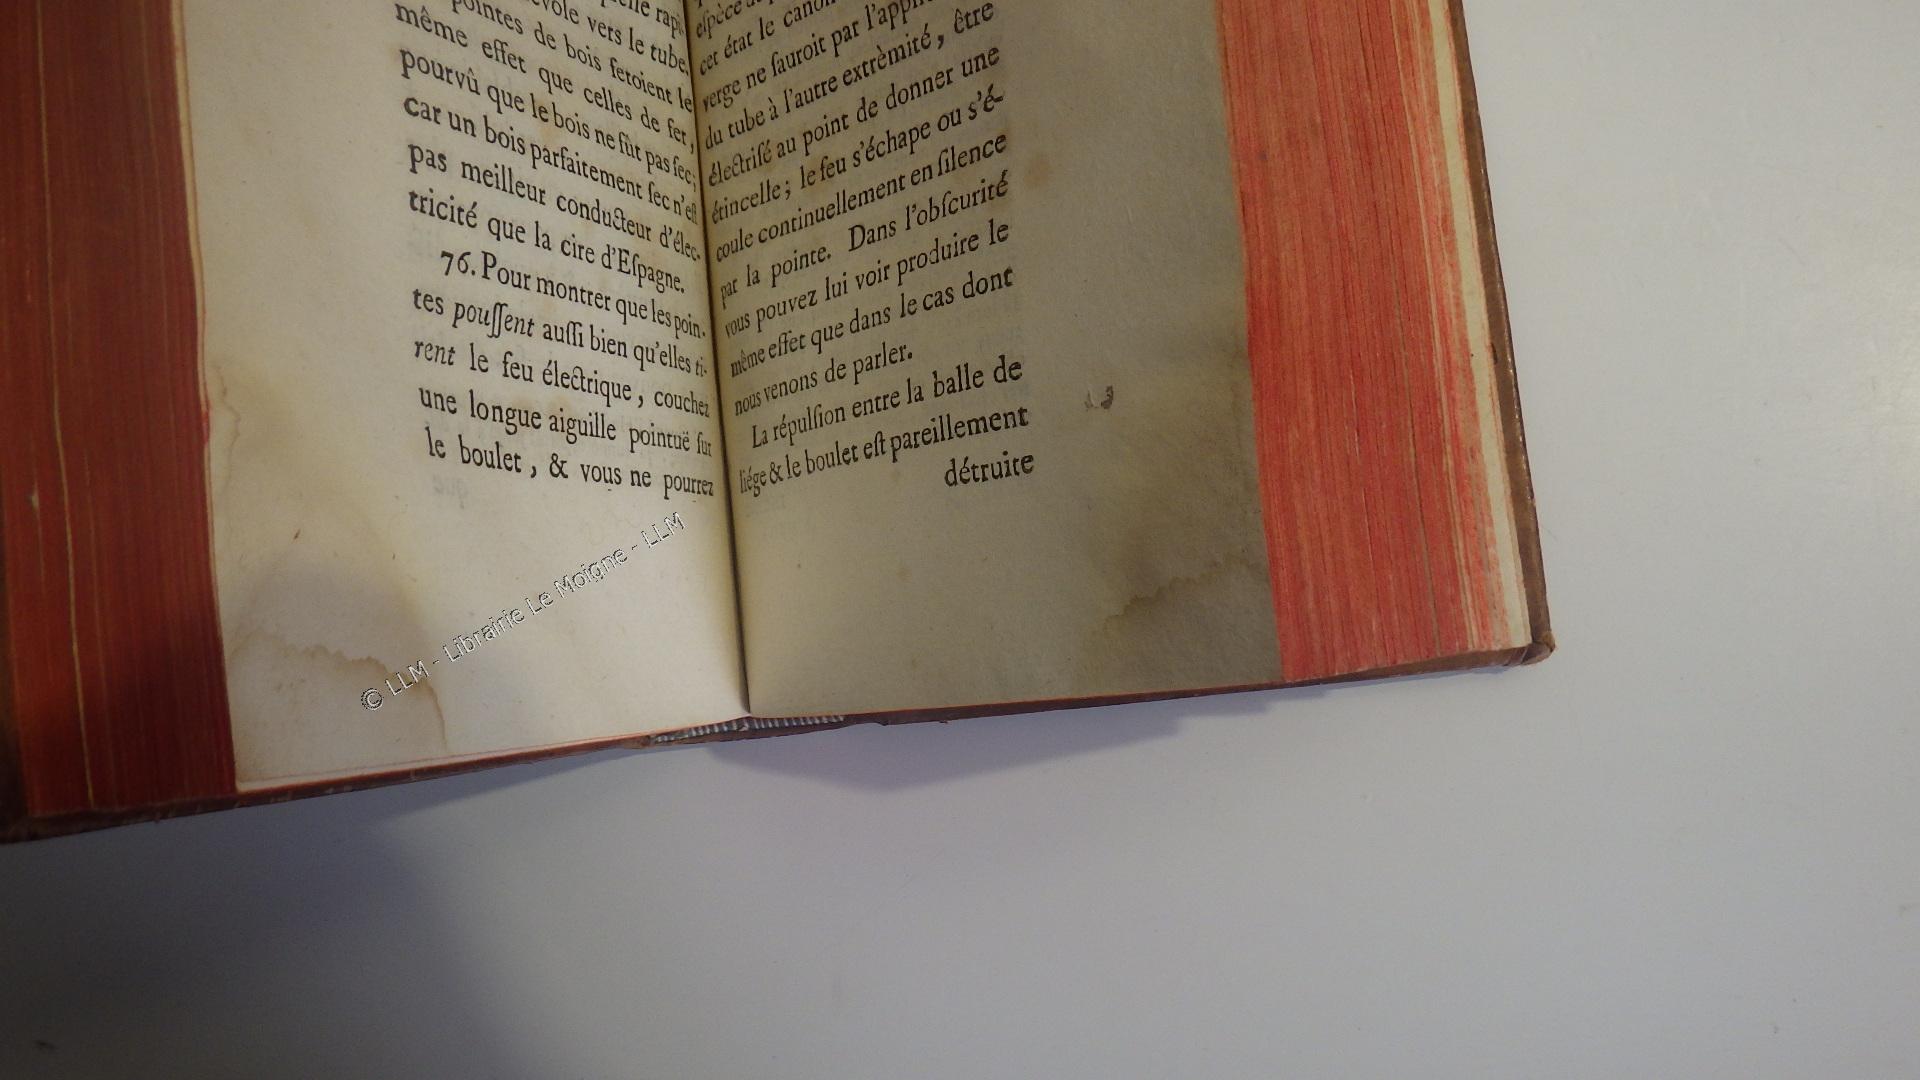 vole vers le tube.
pointes de bois feroient le
même effet que celles de fer,
pourvû que le bois ne fût pas ſec;
car un bois parfaitement ſec n'eſt
pas meilleur conducteur d'élec-
tricité que la cire d'Eſpagne.
76. Pour montrer que les poin-
tes pouſſent auſſi bien qu'elles ti-
rent le feu électrique, couchez
une longue aiguille pointuë ſur
le boulet, & vous ne pourrez
cet état le canon
verge ne ſauroit par
du tube à l'autre extrèmité, être
électriſé au point de donner une
étincelle; le feu s'échape ou s'é-
coule continuellement en ſilence
par la pointe. Dans l'obſcurité
vous pouvez lui voir produire le
même effet que dans le cas dont
nous venons de parler.
La répulſion entre la balle de
liége & le boulet eſt pareillement
détruite
© LLM - Librairie Le Moigne - LLM